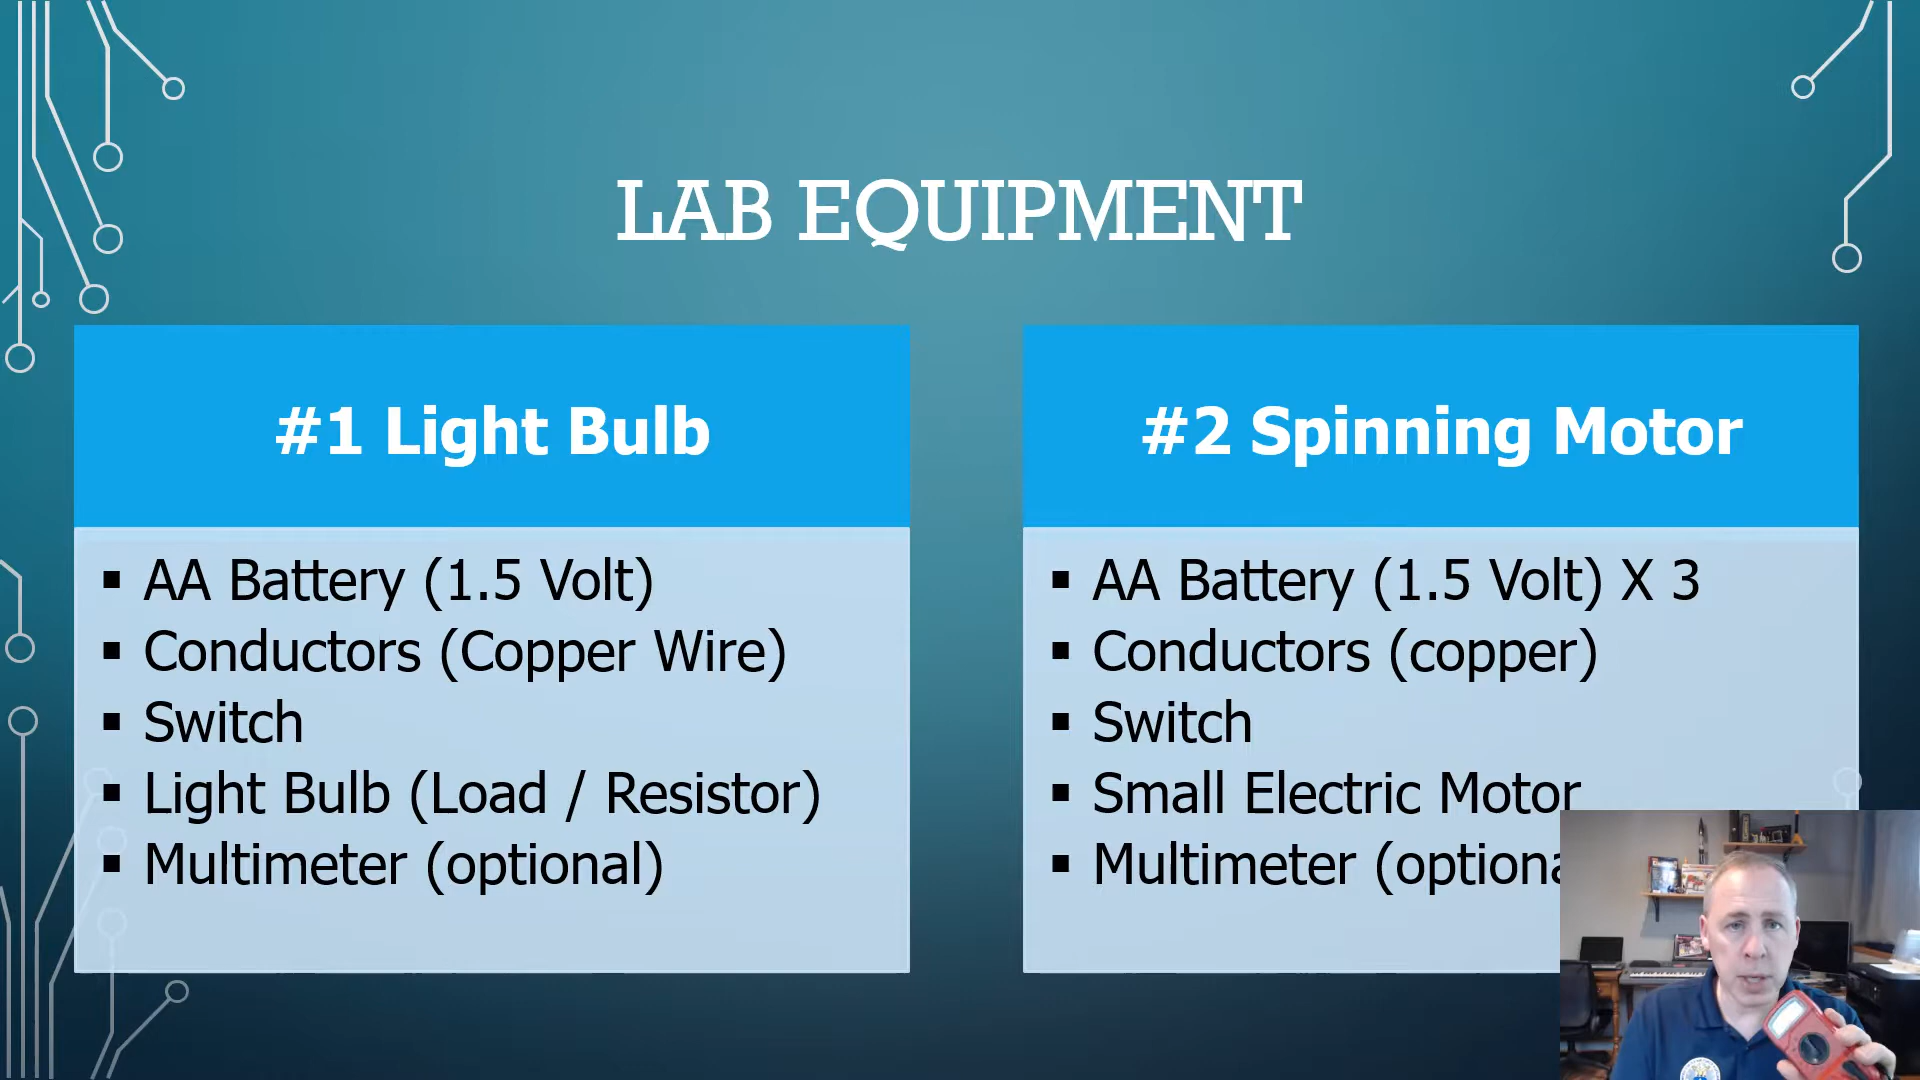 LAB EQUIPMENT
#1 Light Bulb
▪ AA Battery (1.5 Volt)
▪ Conductors (Copper Wire)
▪ Switch
▪ Light Bulb (Load / Resistor)
▪ Multimeter (optional)
#2 Spinning Motor
▪ AA Battery (1.5 Volt) X 3
▪ Conductors (copper)
▪ Switch
▪ Small Electric Motor
▪ Multimeter (optiona